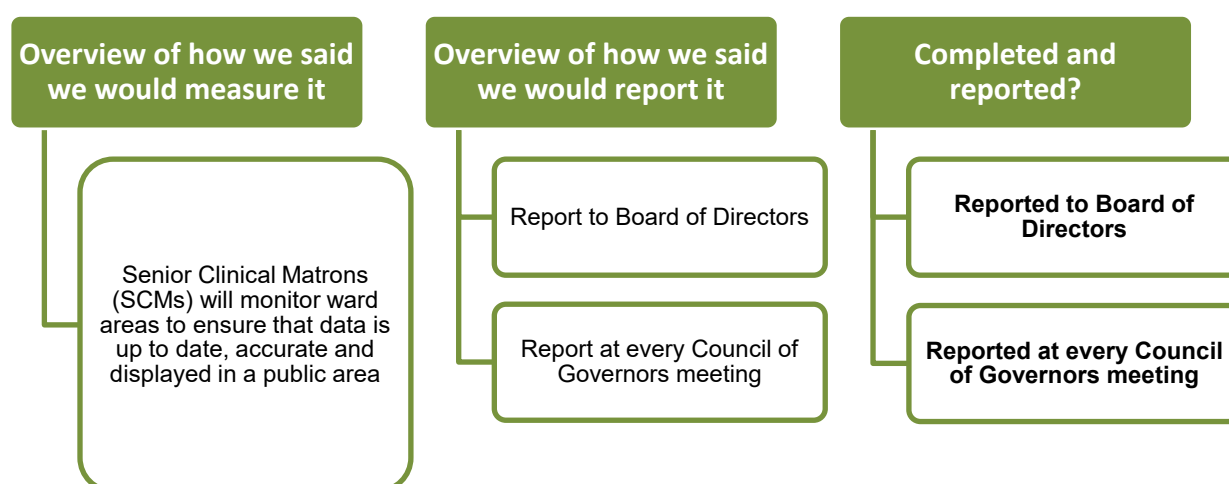 Overview of how we said
we would measure it
Senior Clinical Matrons
(SCMs) will monitor ward
areas to ensure that data is
up to date, accurate and
displayed in a public area
Overview of how we said
we would report it
Report to Board of Directors
Report at every Council of
Governors meeting
Completed and
reported?
Reported to Board of
Directors
Reported at every Council
of Governors meeting